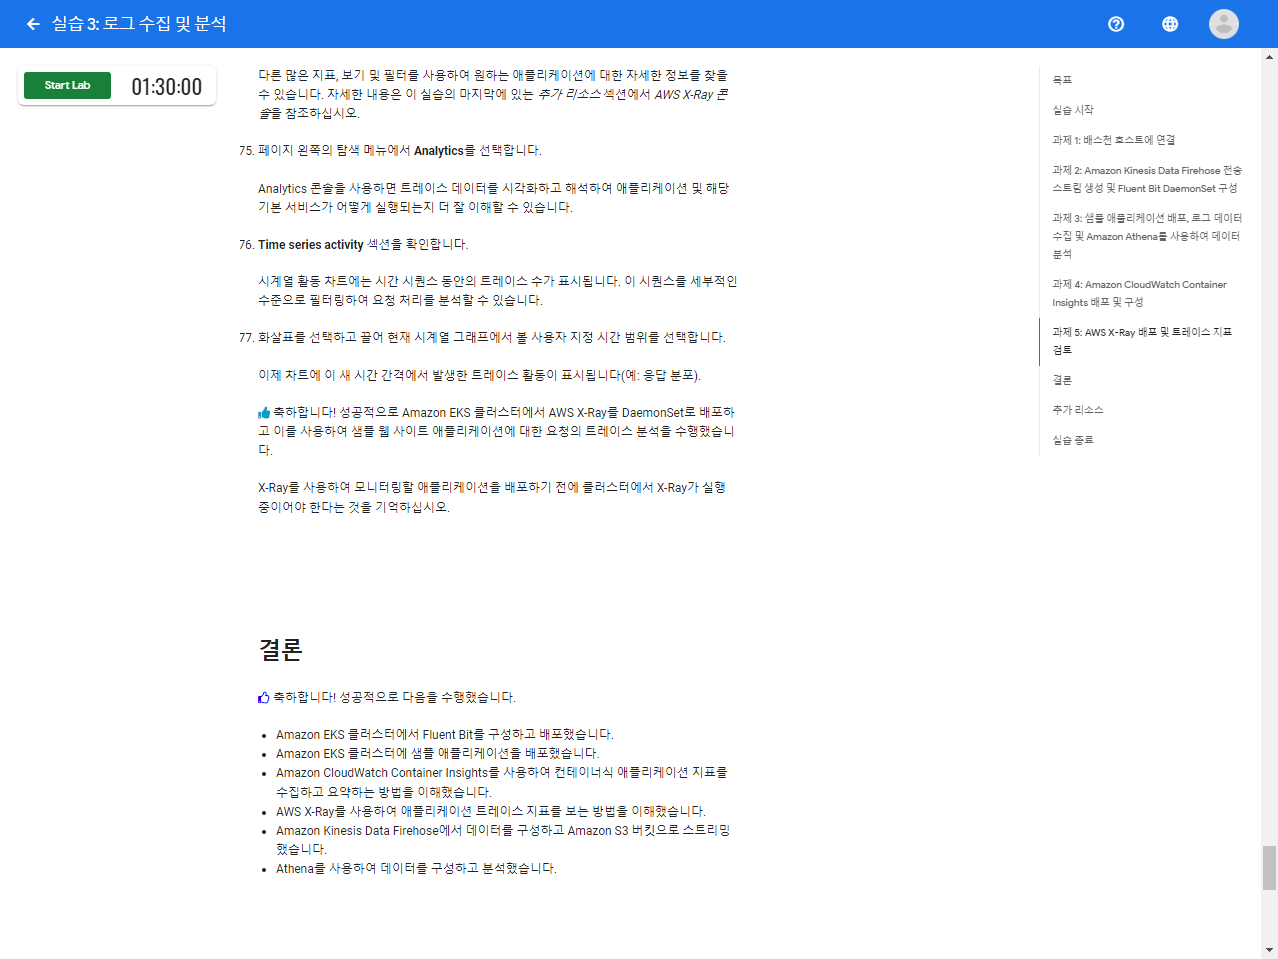 실습 3: 로그 수집 및 분석
Start Lab
01:30:00
다른 많은 지표, 보기 및 필터를 사용하여 원하는 애플리케이션에 대한 자세한 정보를 찾을
수 있습니다. 자세한 내용은 이 실습의 마지막에 있는 추가 리소스 섹션에서 AWS X-Ray 콘
솔을 참조하십시오.
75. 페이지 왼쪽의 탐색 메뉴에서 Analytics를 선택합니다.
Analytics 콘솔을 사용하면 트레이스 데이터를 시각화하고 해석하여 애플리케이션 및 해당
기본 서비스가 어떻게 실행되는지 더 잘 이해할 수 있습니다.
76. Time series activity 섹션을 확인합니다.
시계열 활동 차트에는 시간 시퀀스 동안의 트레이스 수가 표시됩니다. 이 시퀀스를 세부적인
수준으로 필터링하여 요청 처리를 분석할 수 있습니다.
77. 화살표를 선택하고 끌어 현재 시계열 그래프에서 볼 사용자 지정 시간 범위를 선택합니다.
이제 차트에 이 새 시간 간격에서 발생한 트레이스 활동이 표시됩니다(예: 응답 분포).
축하합니다! 성공적으로 Amazon EKS 클러스터에서 AWS X-Ray를 DaemonSet로 배포하
고 이를 사용하여 샘플 웹 사이트 애플리케이션에 대한 요청의 트레이스 분석을 수행했습니
다.
X-Ray를 사용하여 모니터링할 애플리케이션을 배포하기 전에 클러스터에서 X-Ray가 실행
중이어야 한다는 것을 기억하십시오.
결론
축하합니다! 성공적으로 다음을 수행했습니다.
• Amazon EKS 클러스터에서 Fluent Bit를 구성하고 배포했습니다.
• Amazon EKS 클러스터에 샘플 애플리케이션을 배포했습니다.
• Amazon CloudWatch Container Insights를 사용하여 컨테이너식 애플리케이션 지표를
수집하고 요약하는 방법을 이해했습니다.
• AWS X-Ray를 사용하여 애플리케이션 트레이스 지표를 보는 방법을 이해했습니다.
• Amazon Kinesis Data Firehose에서 데이터를 구성하고 Amazon S3 버킷으로 스트리밍
했습니다.
• Athena를 사용하여 데이터를 구성하고 분석했습니다.
목표
실습 시작
과제 1: 배스천 호스트에 연결
과제 2: Amazon Kinesis Data Firehose 전송
스트림 생성 및 Fluent Bit DaemonSet 구성
과제 3: 샘플 애플리케이션 배포, 로그 데이터
수집 및 Amazon Athena를 사용하여 데이터
분석
과제 4: Amazon CloudWatch Container
Insights 배포 및 구성
과제 5: AWS X-Ray 배포 및 트레이스 지표
검토
결론
추가 리소스
실습 종료